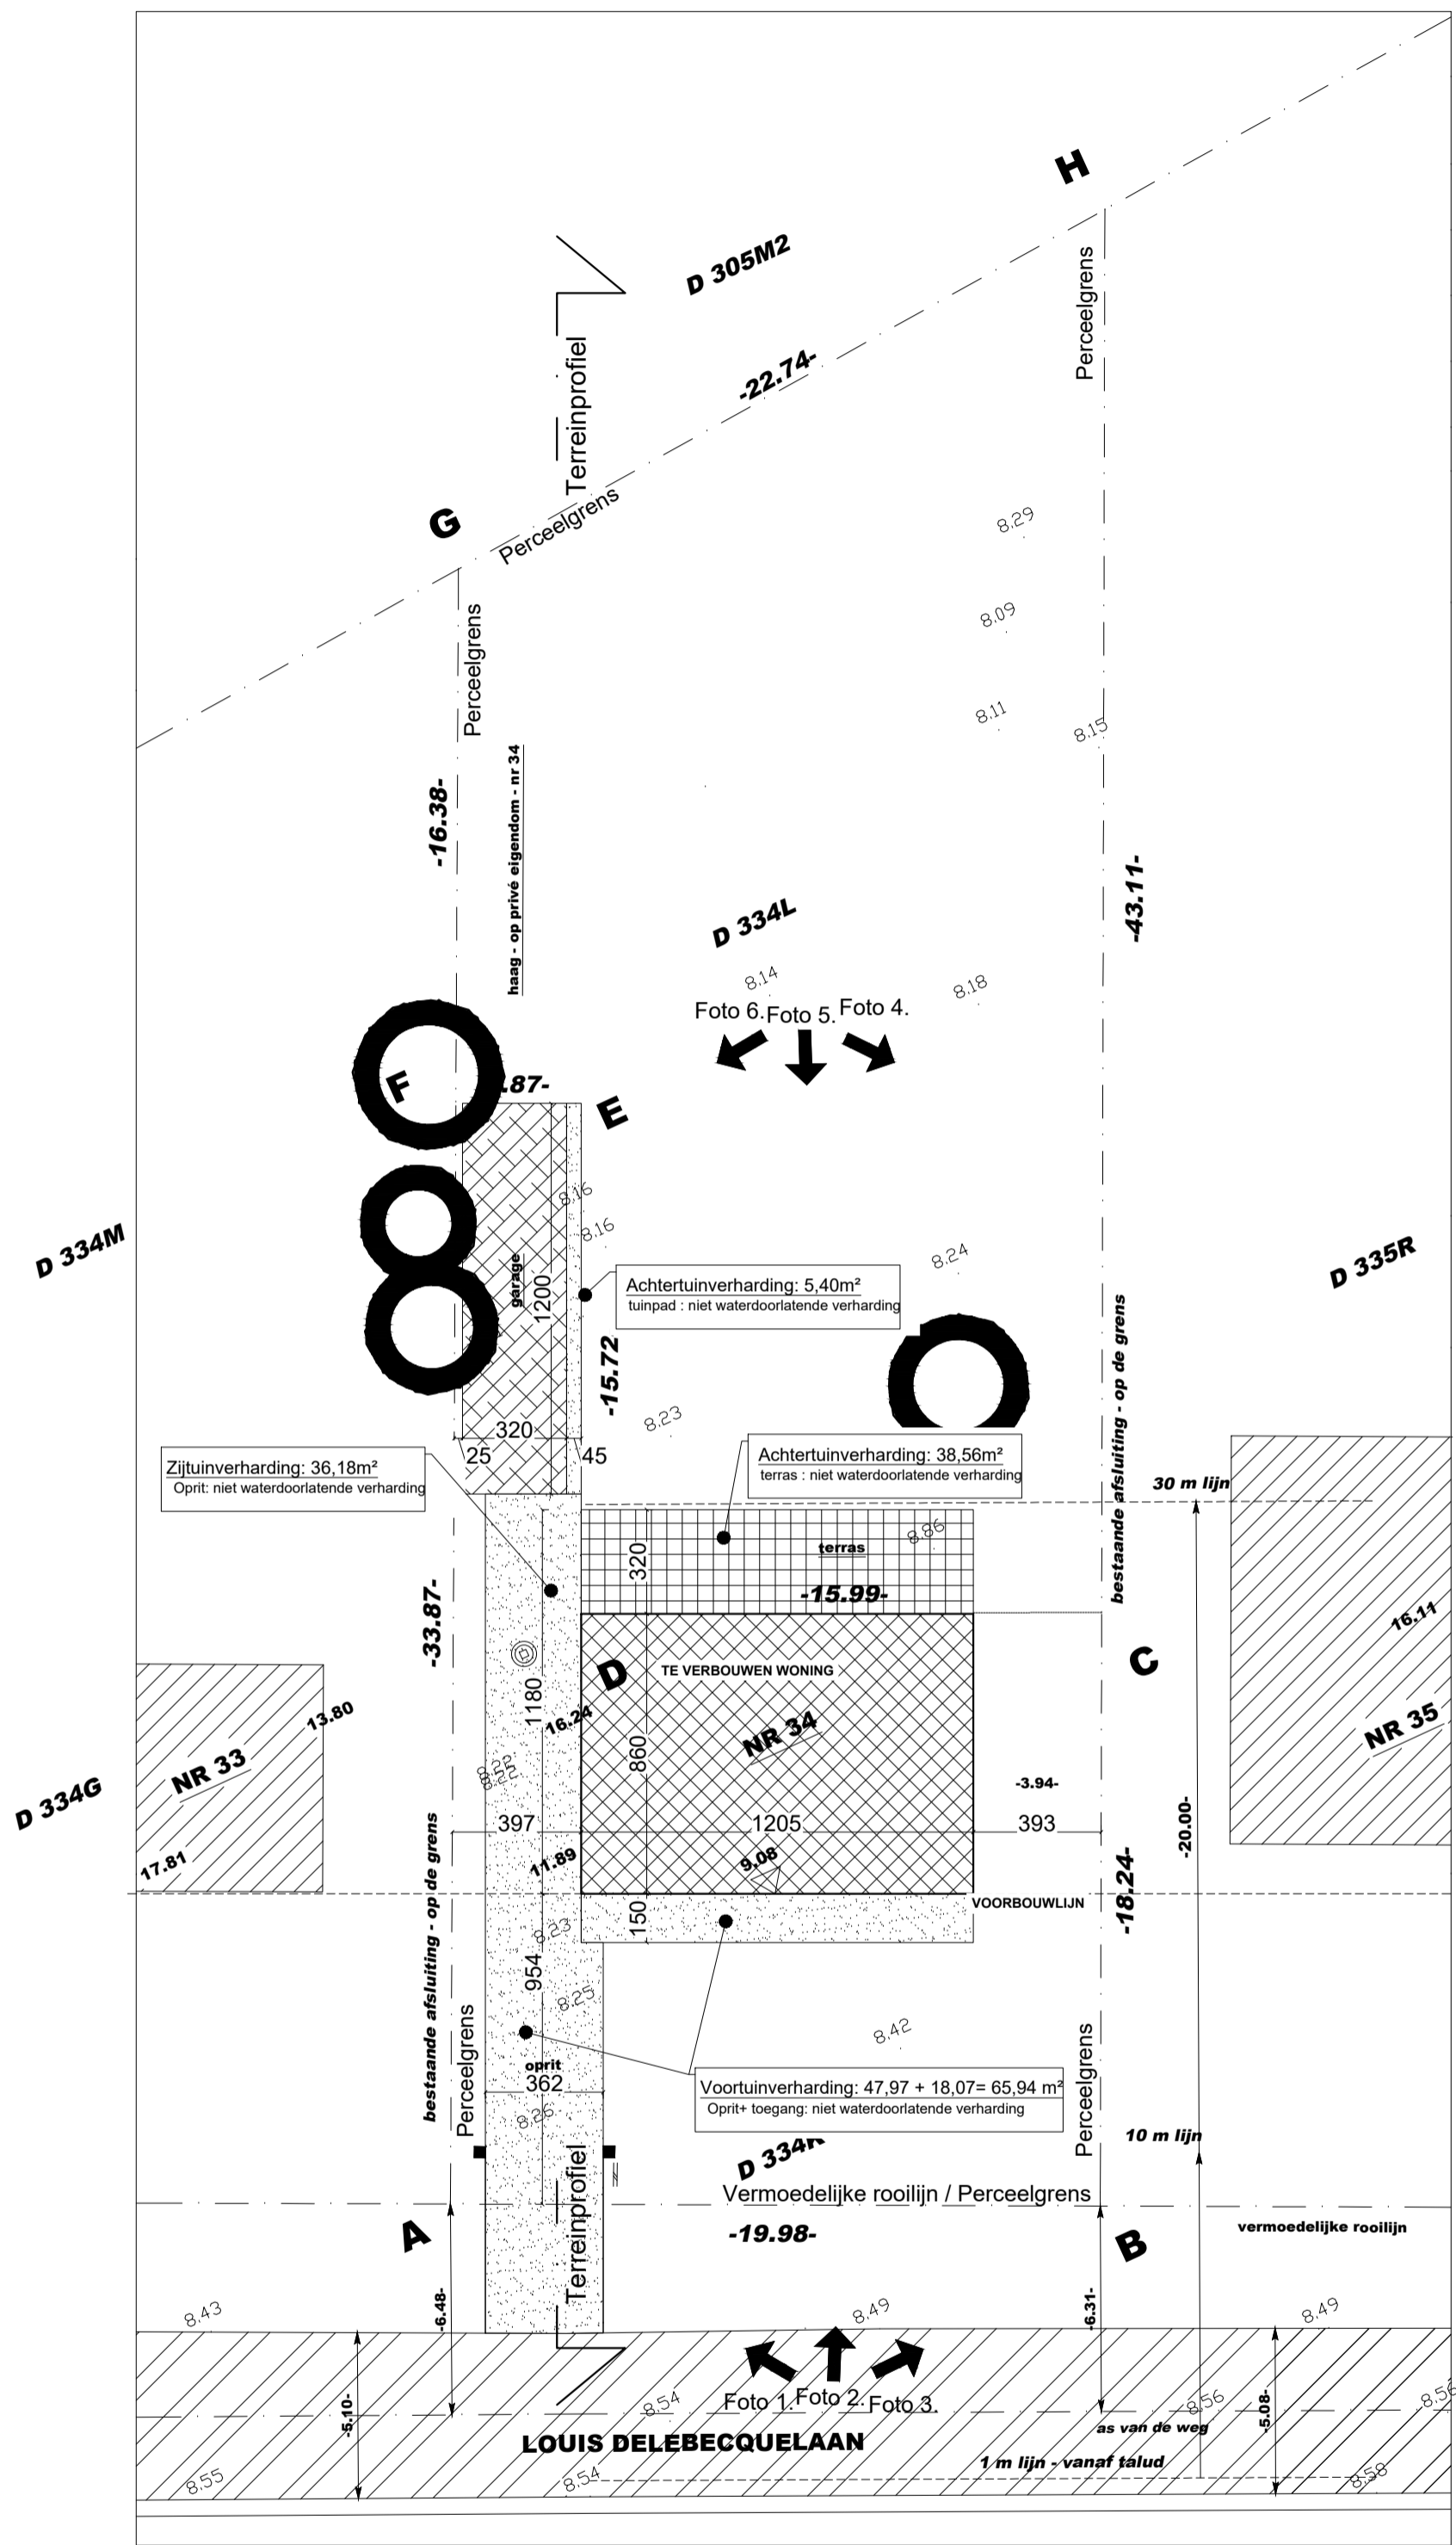 H
D 305M2
Perceelgrens
Terreinprofiel
-22.74-
G
Perceelgrens
8.29
Perceelgrens
8.09
8.11
8.15
haag - op privé eigendom - nr 34
-16.38-
-43.11-
D 334L
8.14
8.18
Foto 6.
Foto 5.
Foto 4.
F
.87-
E
8.16
8.16
D 334M
D 335R
8.24
garage
1200
Achtertuinverharding: 5,40m²
tuinpad : niet waterdoorlatende verharding
-15.72
bestaande afsluiting - op de grens
8.23
320
25
45
Zijtuinverharding: 36,18m²
Oprit: niet waterdoorlatende verharding
Achtertuinverharding: 38,56m²
terras : niet waterdoorlatende verharding
30 m lijn
8.86
terras
320
-15.99-
-33.87-
16.11
D
TE VERBOUWEN WONING
C
1180
16.24
13.80
NR 33
NR 34
NR 35
860
8.22
8.22
D 334G
-3.94-
397
1205
393
-20.00-
17.81
11.89
9.08
bestaande afsluiting - op de grens
VOORBOUWLIJN
-18.24-
150
8.23
954
8.25
8.42
Perceelgrens
Perceelgrens
oprit
362
Voortuinverharding: 47,97 + 18,07= 65,94 m²
Oprit+ toegang: niet waterdoorlatende verharding
8.26
10 m lijn
D 334K
Terreinprofiel
Vermoedelijke rooilijn / Perceelgrens
A
-19.98-
B
vermoedelijke rooilijn
-6.48-
-6.31-
8.43
8.49
8.49
-5.10-
-5.08-
8.54
Foto 1.
Foto 2.
Foto 3.
8.56
8.56
as van de weg
LOUIS DELEBECQUELAAN
1 m lijn - vanaf talud
8.55
8.54
8.58